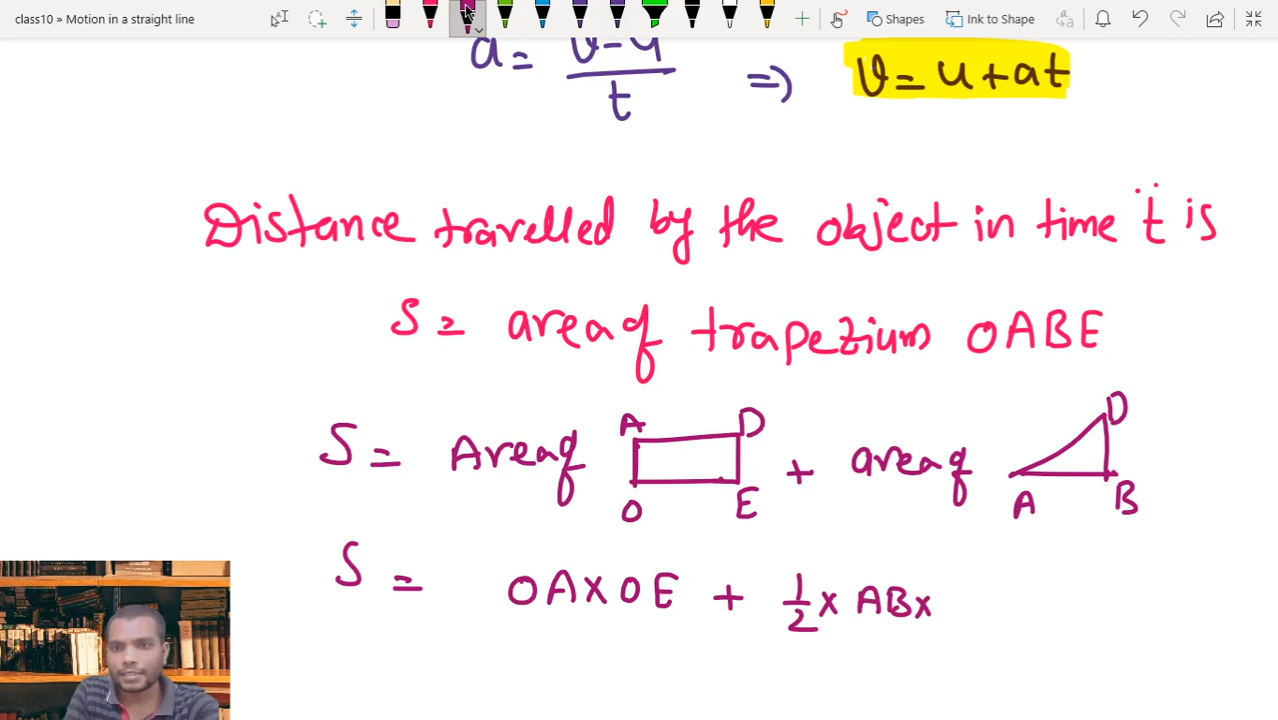 class10 » Motion in a straight line
Shapes
Ink to Shape
a = v-u/t => v = u+at
Distance travelled by the object in time t is
S = area of trapezium OABE
S = Area of A D O E + area of D A B
S = OA x OE + 1/2 x AB x